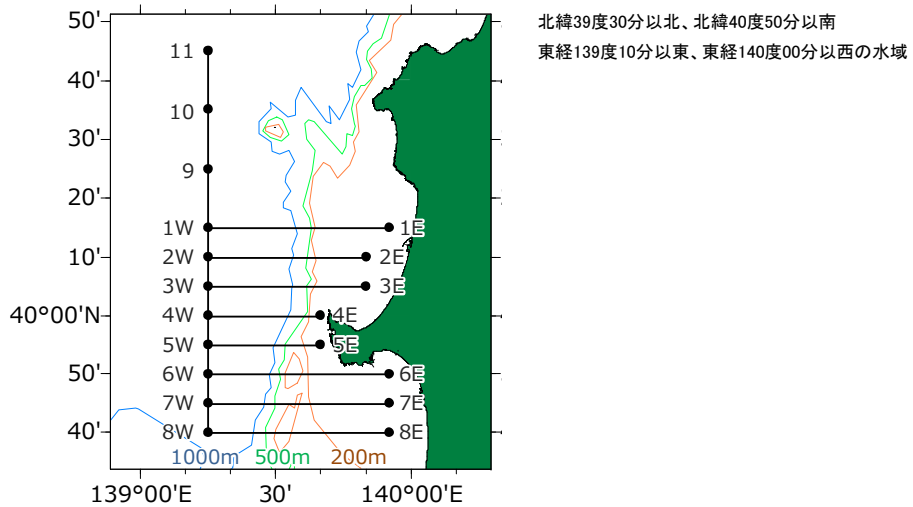 北緯39度30分以北、北緯40度50分以南
東経139度10分以東、東経140度00分以西の水域
50'
11
40'
10
30'
9
20'
1W 1E
10'
2W 2E
3W 3E
40°00'N
4W 4E
5W 5E
50'
6W 6E
7W 7E
40'
8W 8E
1000m 500m 200m
139°00'E 30' 140°00'E